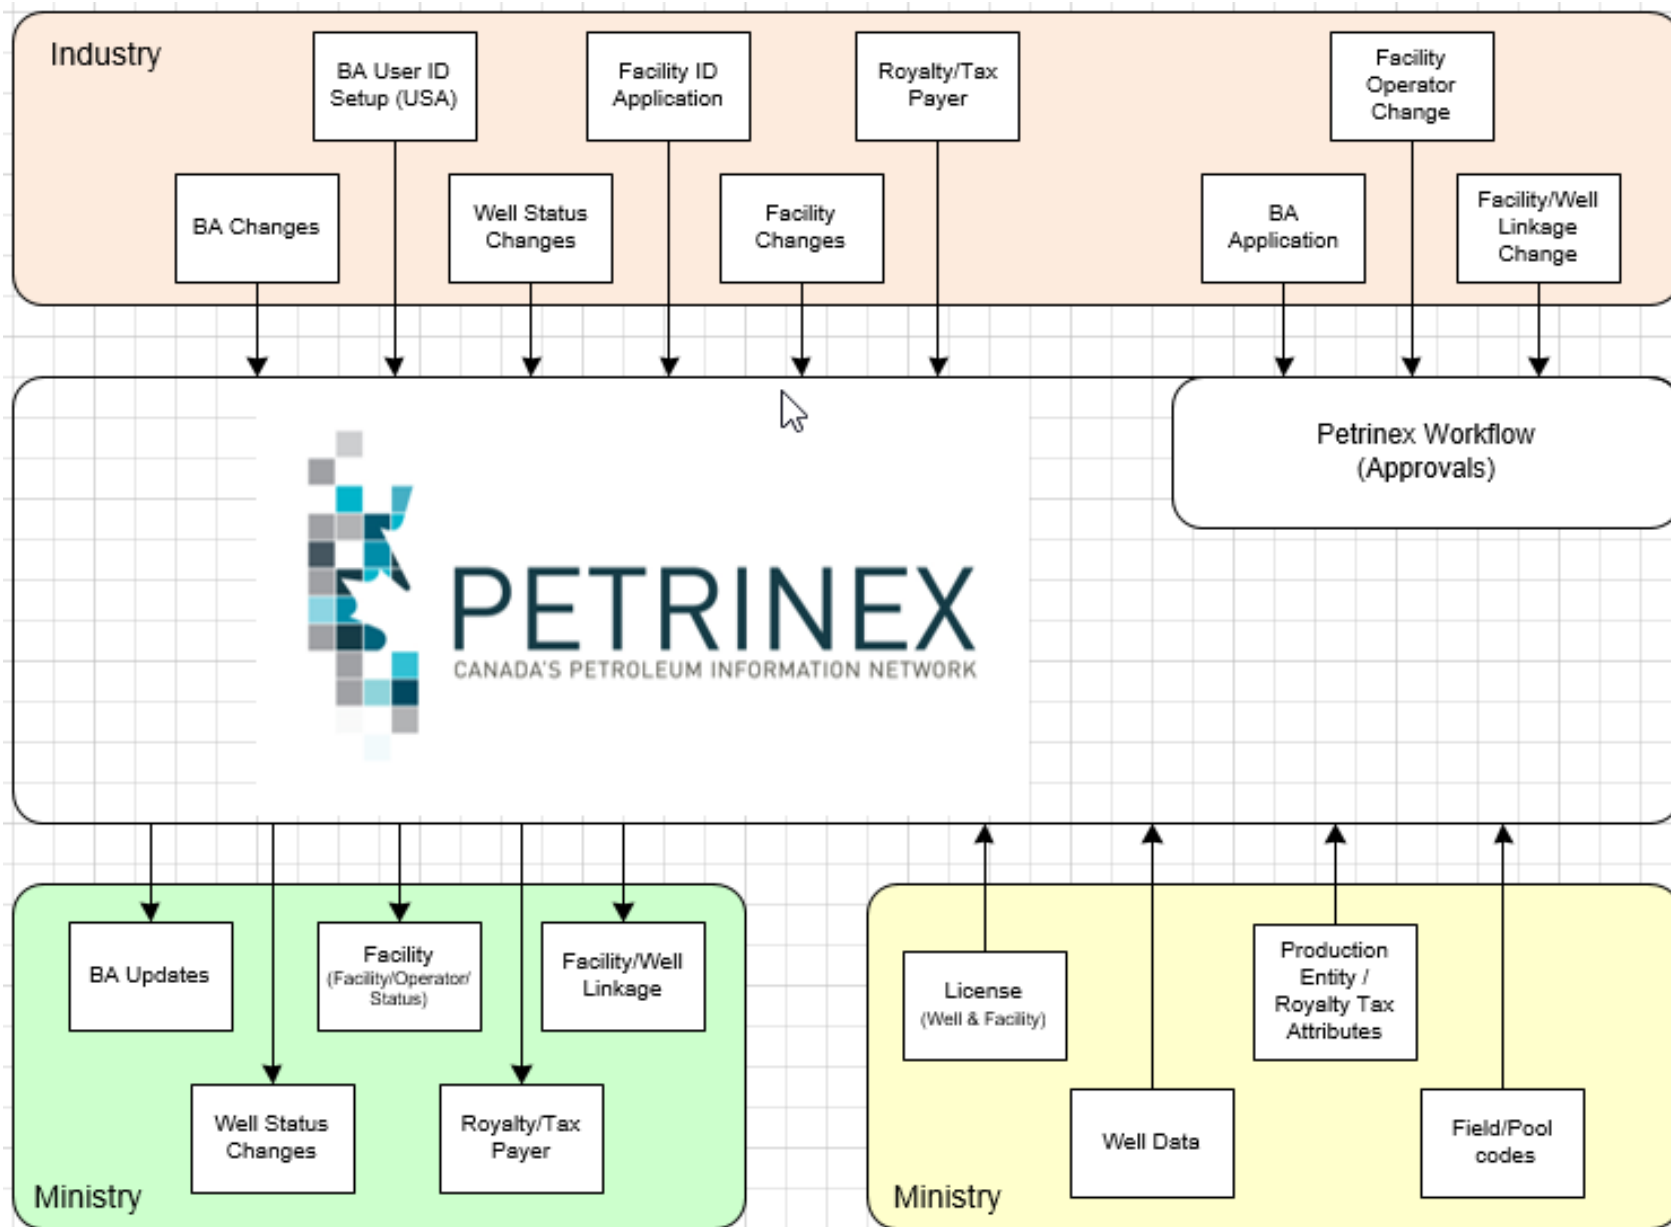 Industry
BA User ID
Setup (USA)
Facility ID
Application
Royalty/Tax
Payer
Facility
Operator
Change
BA Changes
Well Status
Changes
Facility
Changes
BA
Application
Facility/Well
Linkage
Change
Petrinex Workflow
(Approvals)
PETRINEX
CANADA'S PETROLEUM INFORMATION NETWORK
BA Updates
Facility
(Facility/Operator/
Status)
Facility/Well
Linkage
Well Status
Changes
Royalty/Tax
Payer
Ministry
License
(Well & Facility)
Production
Entity /
Royalty Tax
Attributes
Well Data
Field/Pool
codes
Ministry